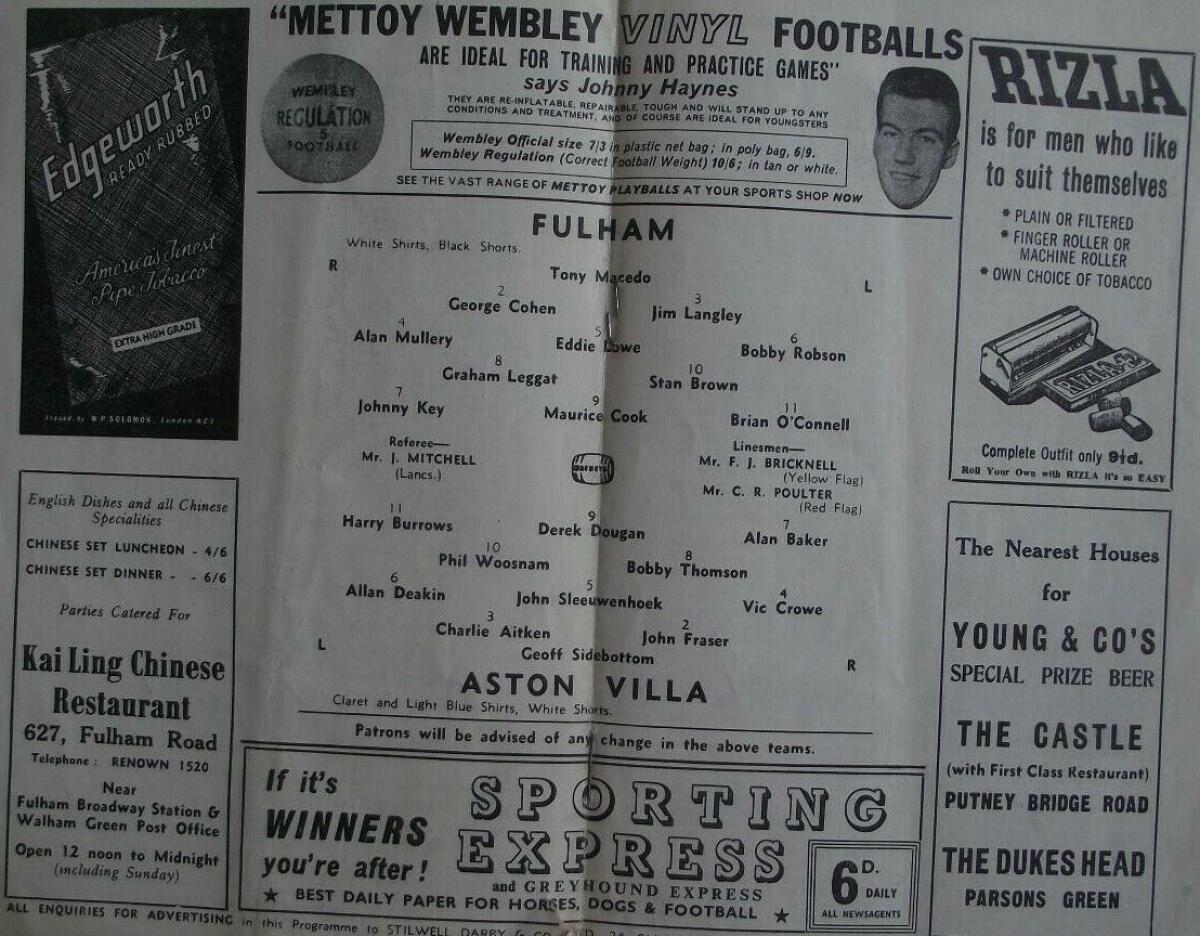 Edgeworth
READY RUBBED
America's Finest
Pipe Tobacco
EXTRA HIGH GRADE
Issued by W.P. SOLOMON, London WC2
"METTOY WEMBLEY VINYL FOOTBALLS
ARE IDEAL FOR TRAINING AND PRACTICE GAMES"
says Johnny Haynes
THEY ARE RE-INFLATABLE, REPAIRABLE, TOUGH AND WILL STAND UP TO ANY
CONDITIONS AND TREATMENT, AND OF COURSE ARE IDEAL FOR YOUNGSTERS
WEMBLEY
REGULATION
5
FOOTBALL
Wembley Official size 7/3 in plastic net bag; in poly bag, 6/9.
Wembley Regulation (Correct Football Weight) 10/6; in tan or white.
SEE THE VAST RANGE OF METTOY PLAYBALLS AT YOUR SPORTS SHOP NOW
RIZLA
is for men who like
to suit themselves
* PLAIN OR FILTERED
* FINGER ROLLER OR
MACHINE ROLLER
* OWN CHOICE OF TOBACCO
RIZLA
Complete Outfit only 9½d.
Roll Your Own with RIZLA it's so EASY
FULHAM
White Shirts, Black Shorts.
R
Tony Macedo
L
2
George Cohen
3
Jim Langley
4
Alan Mullery
5
Eddie Lowe
6
Bobby Robson
8
Graham Leggat
10
Stan Brown
7
Johnny Key
9
Maurice Cook
11
Brian O'Connell
Referee—
Mr. J. MITCHELL
(Lancs.)
Linesmen—
Mr. F. J. BRICKNELL
(Yellow Flag)
Mr. C. R. POULTER
(Red Flag)
11
Harry Burrows
9
Derek Dougan
7
Alan Baker
10
Phil Woosnam
8
Bobby Thomson
6
Allan Deakin
5
John Sleeuwenhoek
4
Vic Crowe
3
Charlie Aitken
2
John Fraser
L
Geoff Sidebottom
R
ASTON VILLA
Claret and Light Blue Shirts, White Shorts.
Patrons will be advised of any change in the above teams.
English Dishes and all Chinese
Specialities
CHINESE SET LUNCHEON - 4/6
CHINESE SET DINNER - - 6/6
Parties Catered For
Kai Ling Chinese
Restaurant
627, Fulham Road
Telephone : RENOWN 1520
Near
Fulham Broadway Station &
Walham Green Post Office
Open 12 noon to Midnight
(including Sunday)
If it's
WINNERS
you're after !
SPORTING
EXPRESS
and GREYHOUND EXPRESS
★ BEST DAILY PAPER FOR HORSES, DOGS & FOOTBALL ★
6D.
DAILY
ALL NEWSAGENTS
The Nearest Houses
for
YOUNG & CO'S
SPECIAL PRIZE BEER
THE CASTLE
(with First Class Restaurant)
PUTNEY BRIDGE ROAD
THE DUKES HEAD
PARSONS GREEN
ALL ENQUIRIES FOR ADVERTISING in this Programme to STILWELL DARBY & CO.